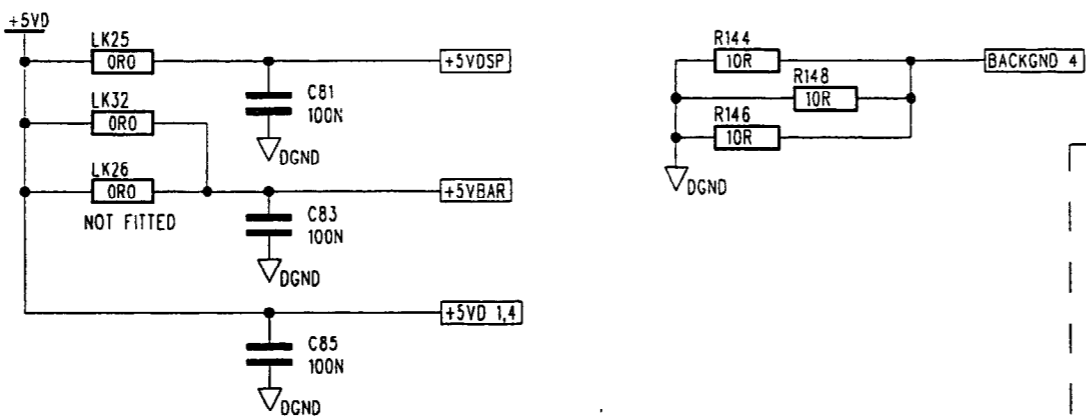 +5VD
LK25
0R0
+5VDSP
C81
100N
DGND
LK32
0R0
LK26
0R0
NOT FITTED
+5VBAR
C83
100N
DGND
+5VD 1,4
C85
100N
DGND
R144
10R
BACKGND 4
R148
10R
R146
10R
DGND